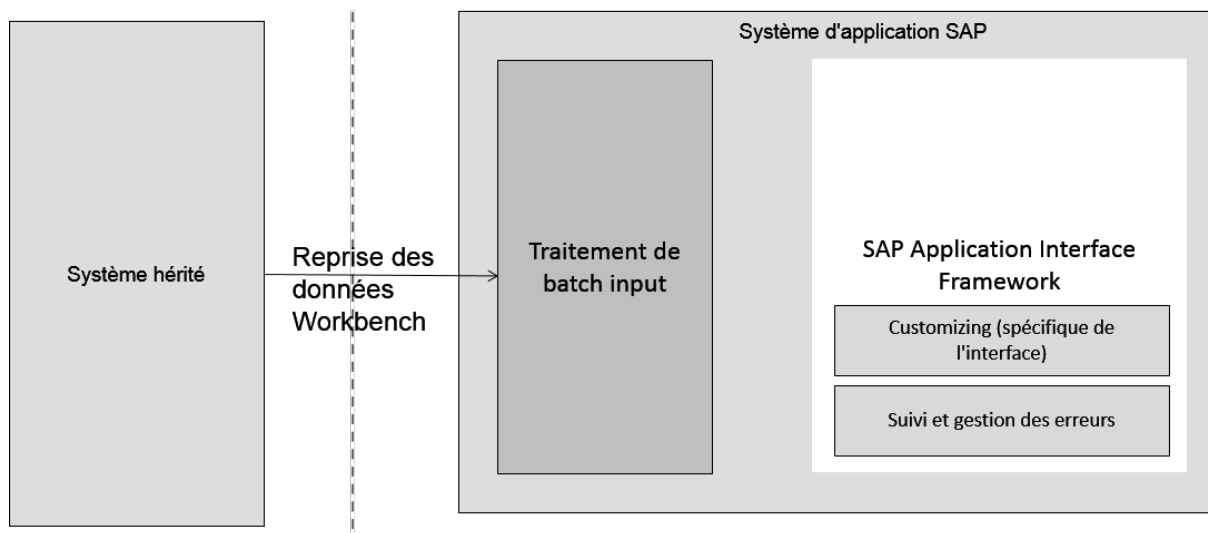 Système d'application SAP
Système hérité
Reprise des
données
Workbench
Traitement de
batch input
SAP Application Interface
Framework
Customizing (spécifique de
l'interface)
Suivi et gestion des erreurs